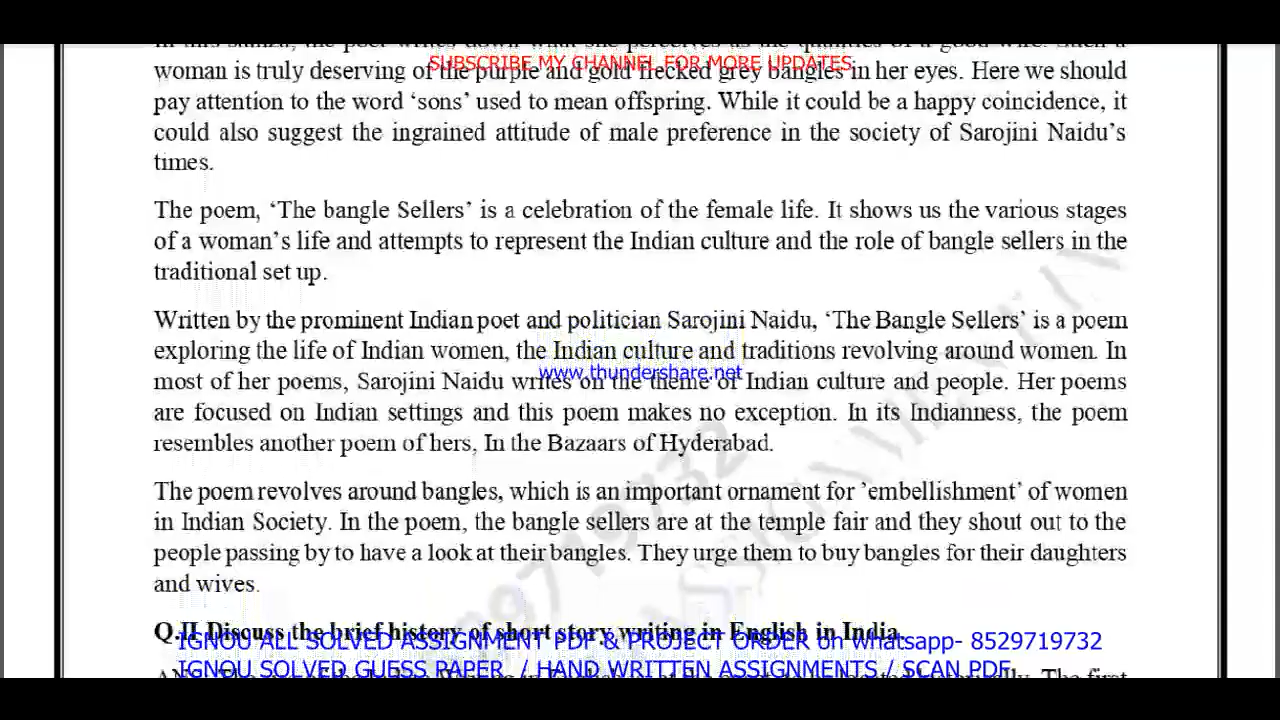 in this stanza, the poet writes down what she perceives as the qualities of a good wife. Such a
SUBSCRIBE MY CHANNEL FOR MORE UPDATES
woman is truly deserving of the purple and gold flecked grey bangles in her eyes. Here we should
pay attention to the word ‘sons’ used to mean offspring. While it could be a happy coincidence, it
could also suggest the ingrained attitude of male preference in the society of Sarojini Naidu’s
times.
The poem, ‘The bangle Sellers’ is a celebration of the female life. It shows us the various stages
of a woman’s life and attempts to represent the Indian culture and the role of bangle sellers in the
traditional set up.
Written by the prominent Indian poet and politician Sarojini Naidu, ‘The Bangle Sellers’ is a poem
exploring the life of Indian women, the Indian culture and traditions revolving around women. In
www.thundershare.net
most of her poems, Sarojini Naidu writes on the theme of Indian culture and people. Her poems
are focused on Indian settings and this poem makes no exception. In its Indianness, the poem
resembles another poem of hers, In the Bazaars of Hyderabad.
The poem revolves around bangles, which is an important ornament for ’embellishment’ of women
in Indian Society. In the poem, the bangle sellers are at the temple fair and they shout out to the
people passing by to have a look at their bangles. They urge them to buy bangles for their daughters
and wives.
Q.II Discuss the brief history of short story writing in English in India.
IGNOU ALL SOLVED ASSIGNMENT PDF & PROJECT ORDER on whatsapp- 8529719732
IGNOU SOLVED GUESS PAPER / HAND WRITTEN ASSIGNMENTS / SCAN PDF
The first